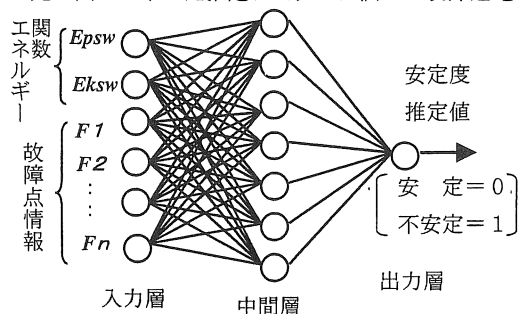 エネルギー
関数
Epsw
Eksw
故障点情報
F1
F2
⋮
Fn
入力層
中間層
出力層
安定度
推定値
安 定=0
不安定=1